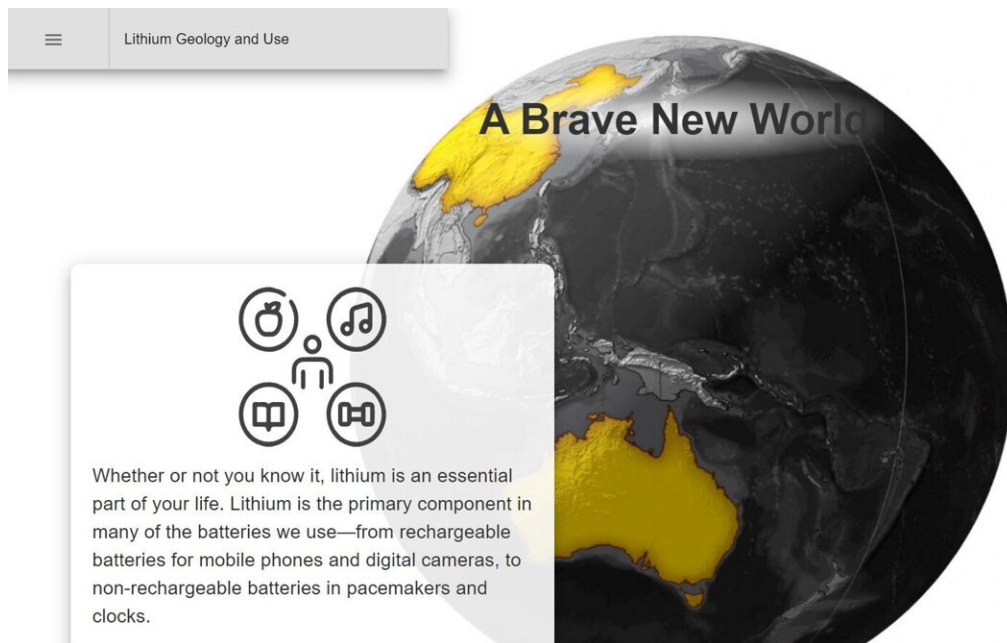 Lithium Geology and Use
A Brave New World
Whether or not you know it, lithium is an essential
part of your life. Lithium is the primary component in
many of the batteries we use—from rechargeable
batteries for mobile phones and digital cameras, to
non-rechargeable batteries in pacemakers and
clocks.